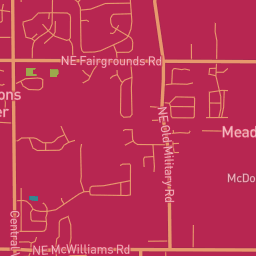 NE Fairgrounds Rd
ons
er
NE Old Military Rd
Mead
McDo
Central
NE McWilliams Rd